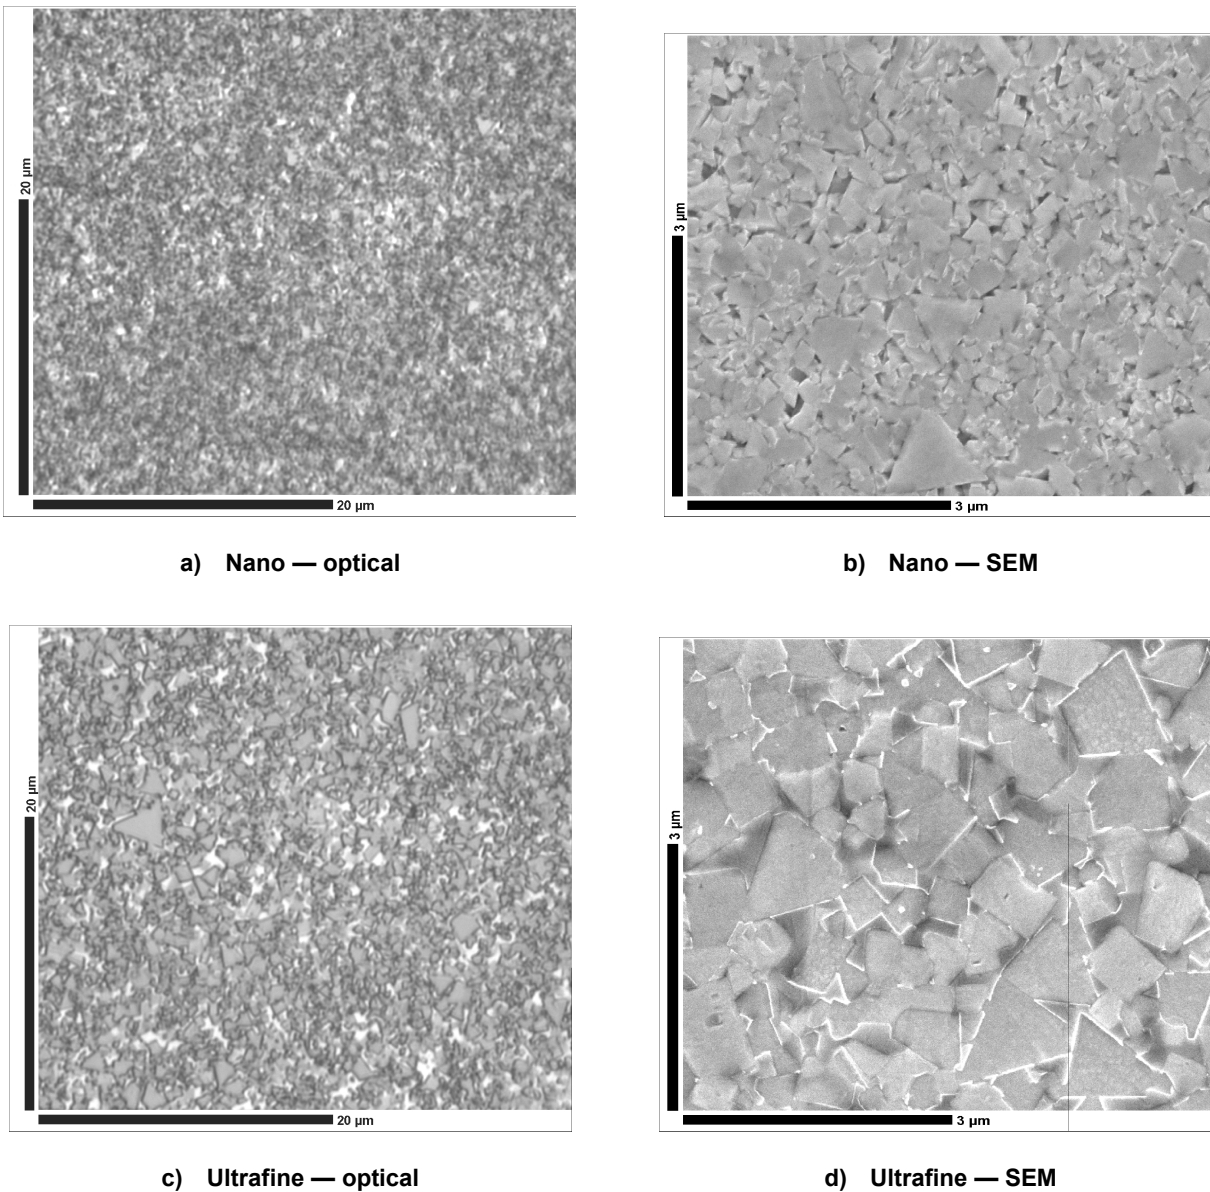 20 µm
20 µm
3 µm
3 µm
a) Nano — optical
b) Nano — SEM
20 µm
20 µm
3 µm
3 µm
c) Ultrafine — optical
d) Ultrafine — SEM